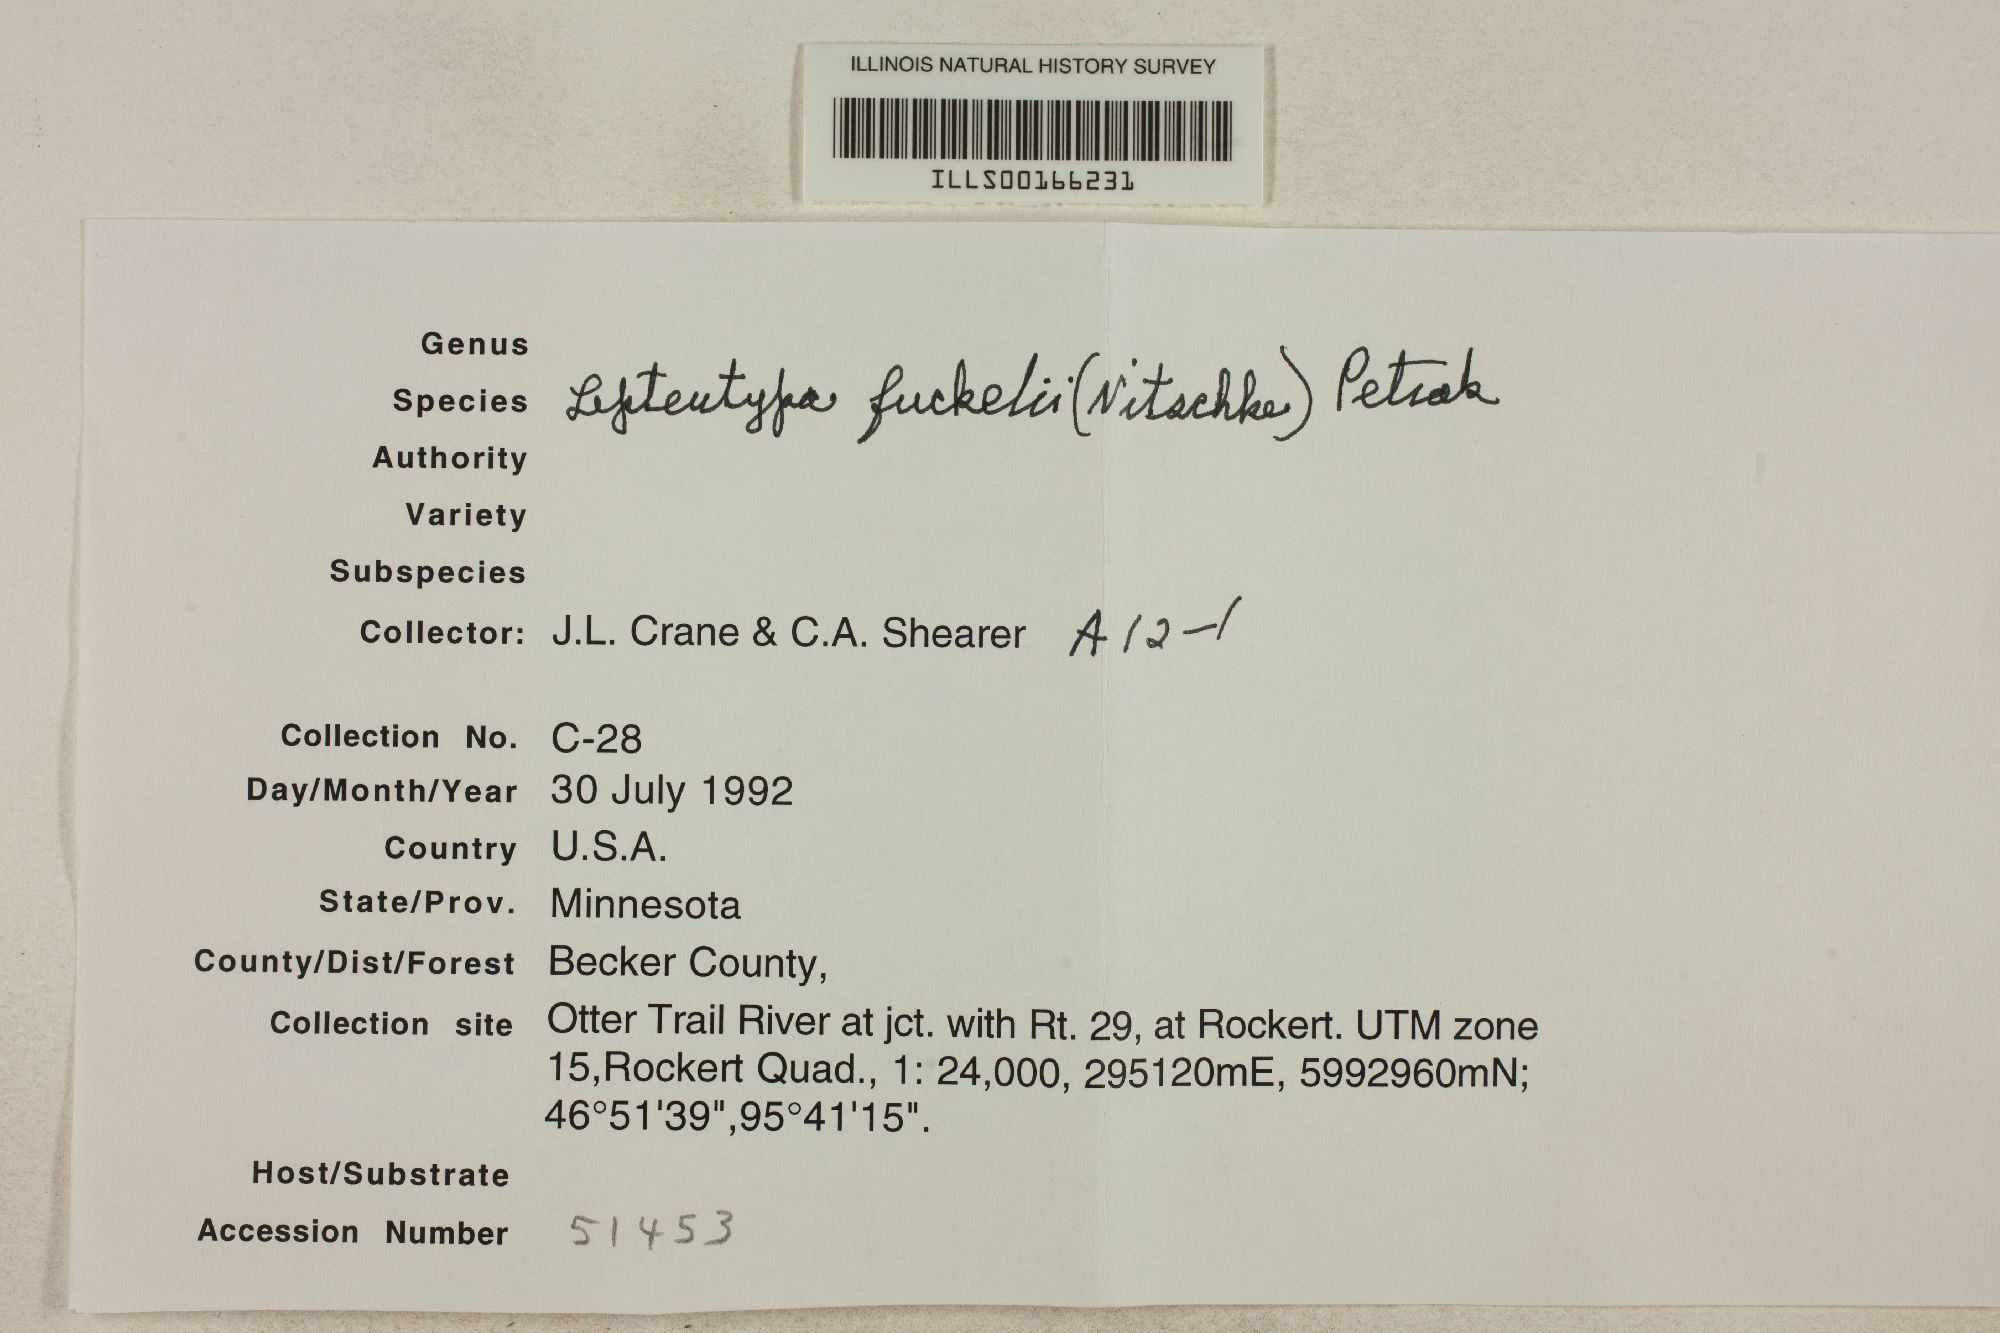 ILLINOIS NATURAL HISTORY SURVEY
ILLS00166231
Genus
Species Lepteutypa fuckelii (Nitschke) Petrak
Authority
Variety
Subspecies
Collector: J.L. Crane & C.A. Shearer A12-1
Collection No. C-28
Day/Month/Year 30 July 1992
Country U.S.A.
State/Prov. Minnesota
County/Dist/Forest Becker County,
Collection site Otter Trail River at jct. with Rt. 29, at Rockert. UTM zone
15,Rockert Quad., 1: 24,000, 295120mE, 5992960mN;
46°51'39",95°41'15".
Host/Substrate
Accession Number 51453